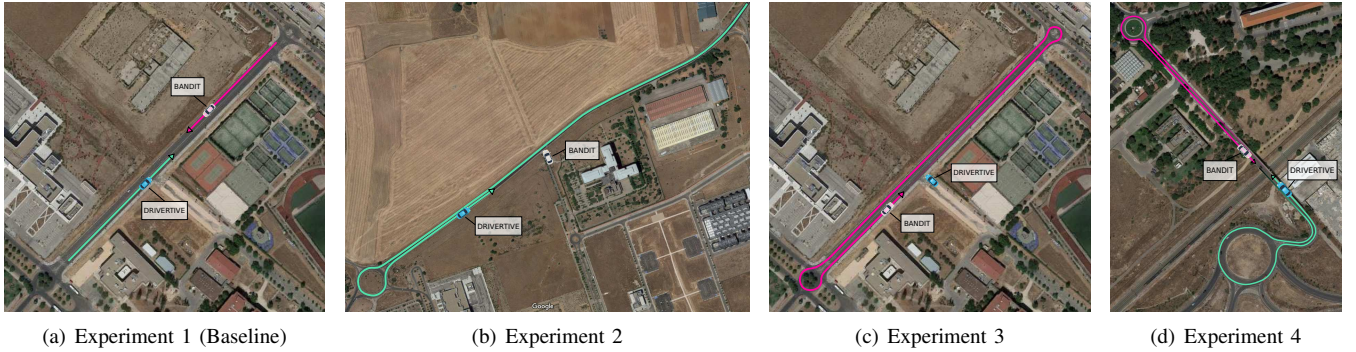 BANDIT
DRIVERTIVE
BANDIT
DRIVERTIVE
Google
DRIVERTIVE
BANDIT
BANDIT
DRIVERTIVE
(a) Experiment 1 (Baseline)
(b) Experiment 2
(c) Experiment 3
(d) Experiment 4